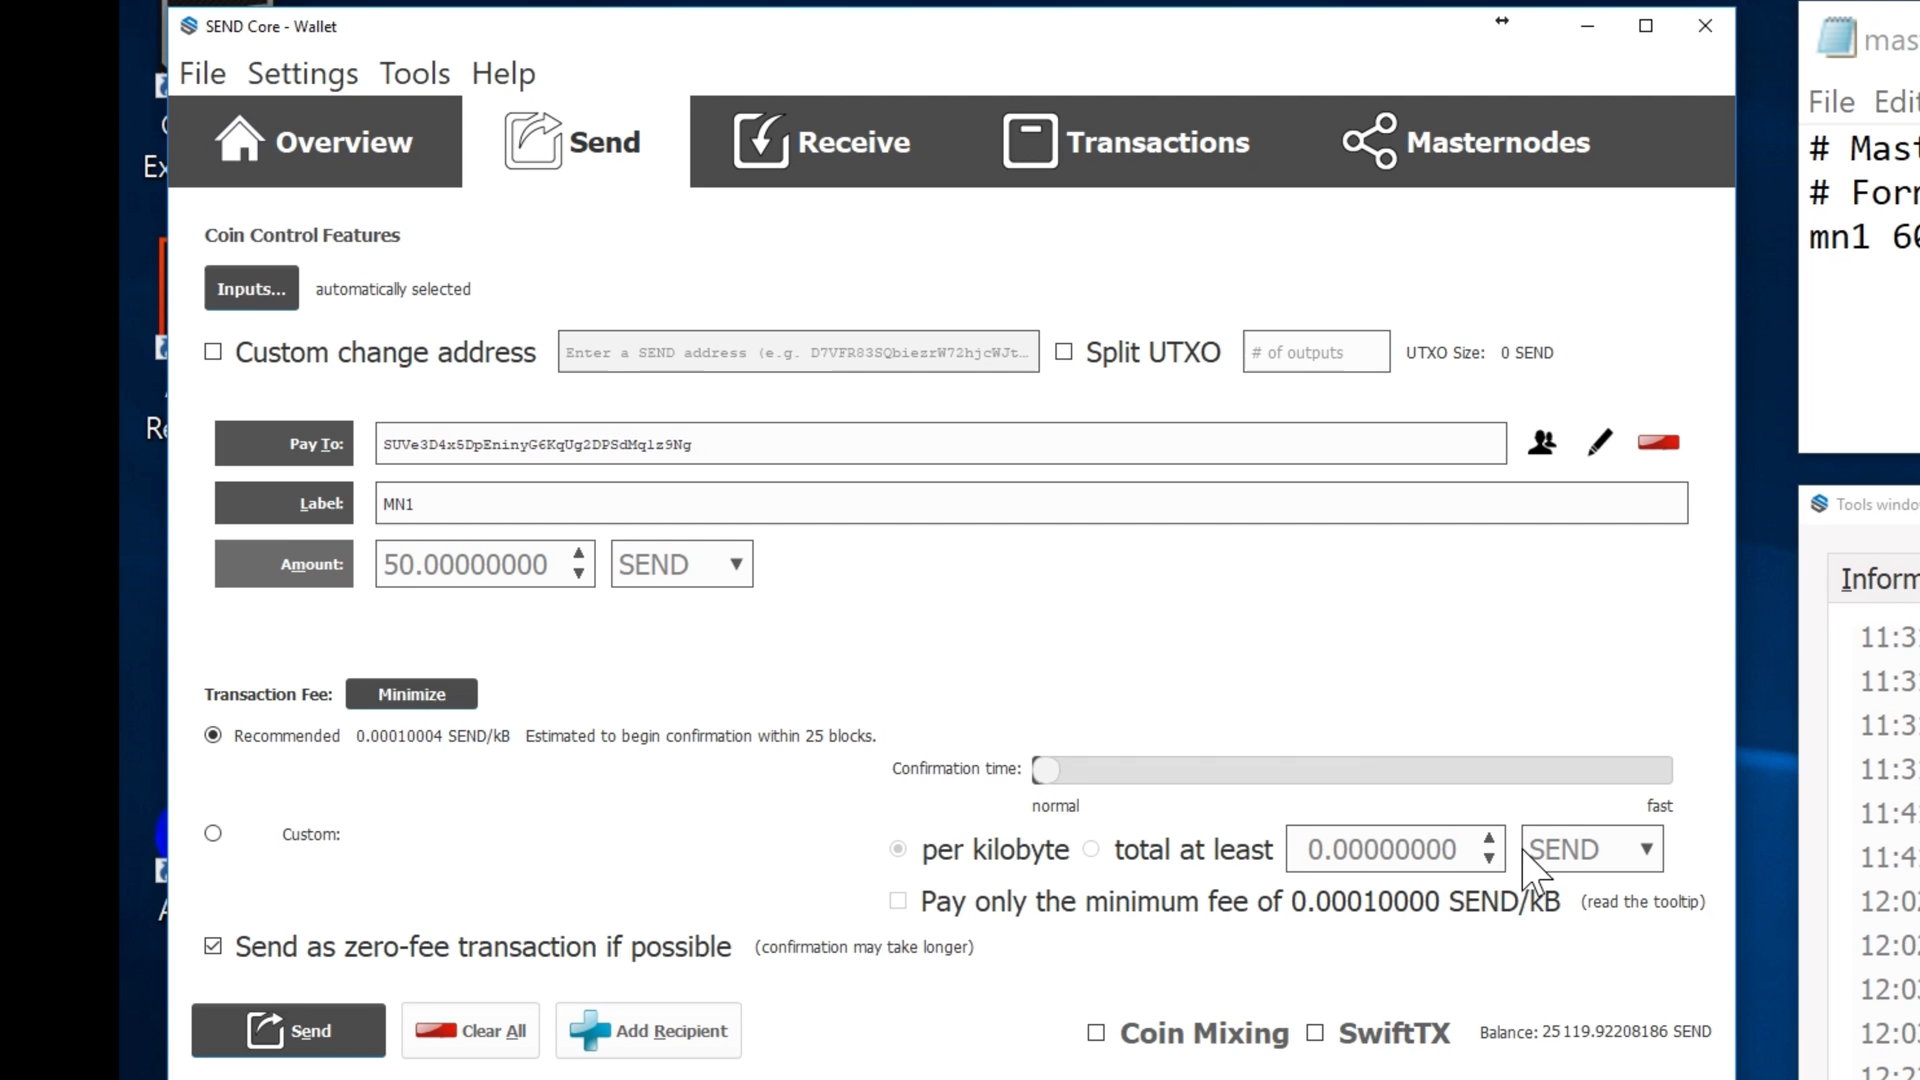 SEND Core - Wallet
File Settings Tools Help
Overview Send Receive Transactions Masternodes
Coin Control Features
Inputs... automatically selected
Custom change address Enter a SEND address (e.g. D7VFR83SQbiezrW72hjcWJt… Split UTXO # of outputs UTXO Size: 0 SEND
Pay To: SUVe3D4x5DpEninyG6KqUg2DPSdMq1z9Ng
Label: MN1
Amount: 50.00000000 SEND
Transaction Fee: Minimize
Recommended 0.00010004 SEND/kB Estimated to begin confirmation within 25 blocks.
Confirmation time:
normal fast
Custom: per kilobyte total at least 0.00000000 SEND
Pay only the minimum fee of 0.00010000 SEND/kB (read the tooltip)
Send as zero-fee transaction if possible (confirmation may take longer)
Send Clear All Add Recipient Coin Mixing SwiftTX Balance: 25 119.92208186 SEND
mas
File Edi
# Mast
# For
mn1 60
Tools windo
Inform
11:3
11:3
11:3
11:3
11:4
11:4
12:0
12:0
12:0
12:0
Ex
Re